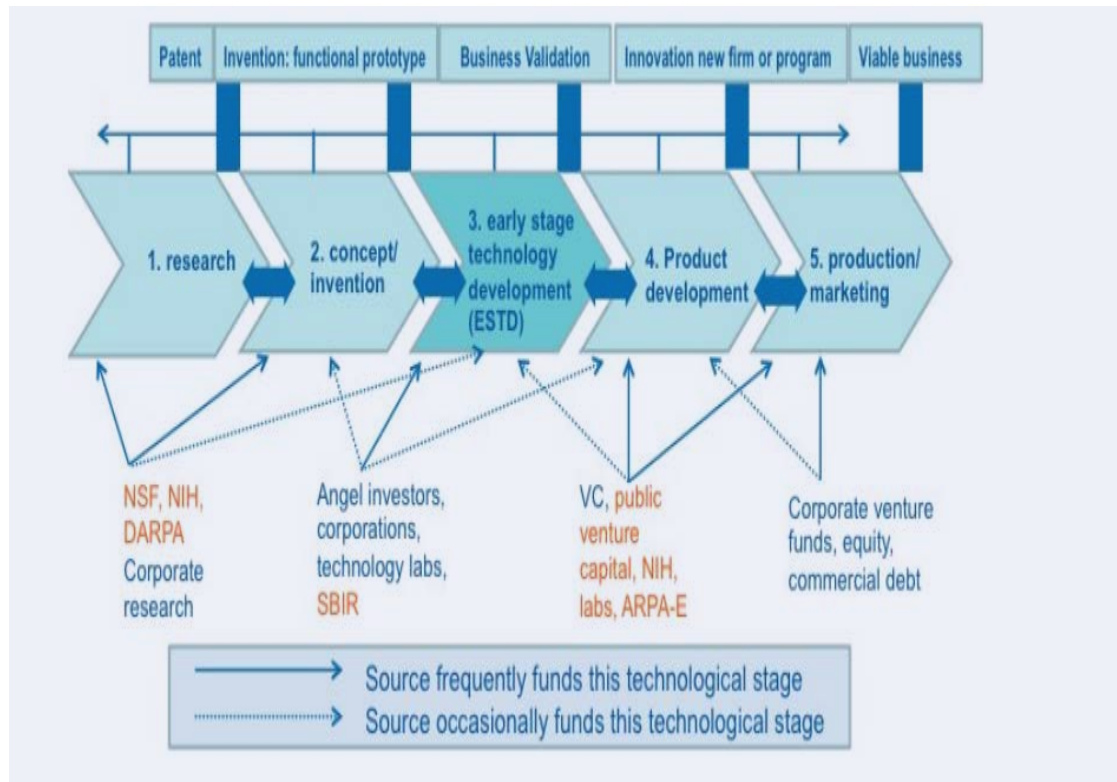 Patent
Invention: functional prototype
Business Validation
Innovation new firm or program
Viable business
1. research
2. concept/
invention
3. early stage
technology
development
(ESTD)
4. Product
development
5. production/
marketing
NSF, NIH,
DARPA
Corporate
research
Angel investors,
corporations,
technology labs,
SBIR
VC, public
venture
capital, NIH,
labs, ARPA-E
Corporate venture
funds, equity,
commercial debt
Source frequently funds this technological stage
Source occasionally funds this technological stage